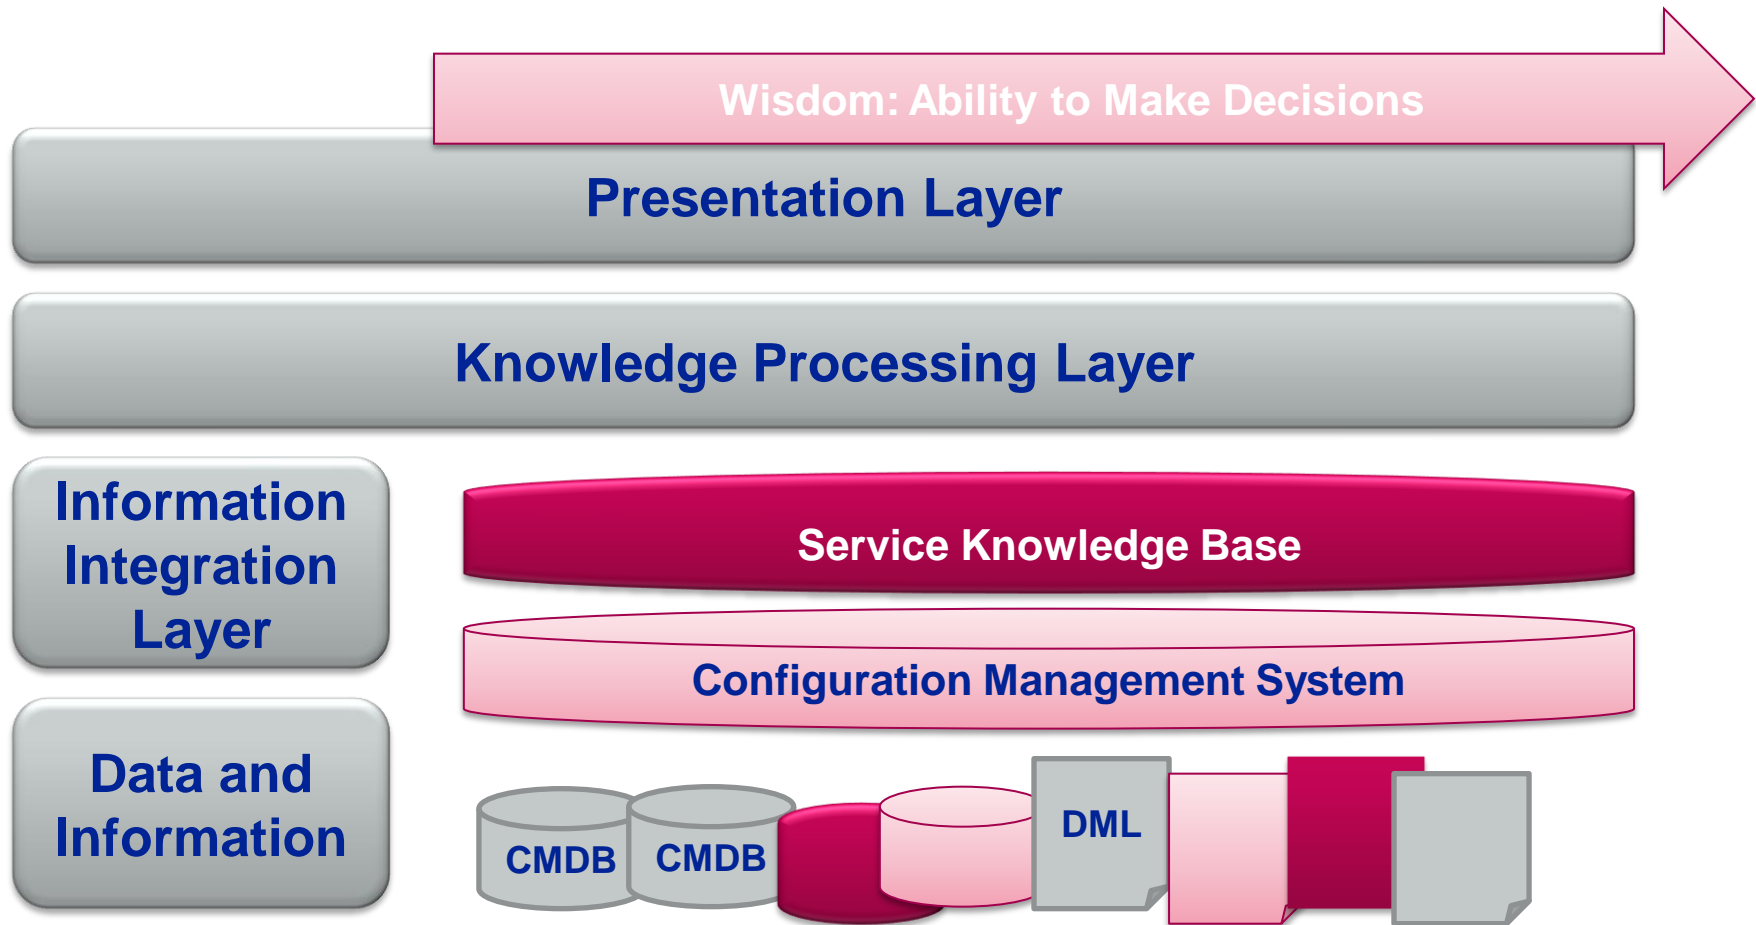 Wisdom: Ability to Make Decisions
Presentation Layer
Knowledge Processing Layer
Information
Integration
Layer
Service Knowledge Base
Configuration Management System
Data and
Information
CMDB
CMDB
DML